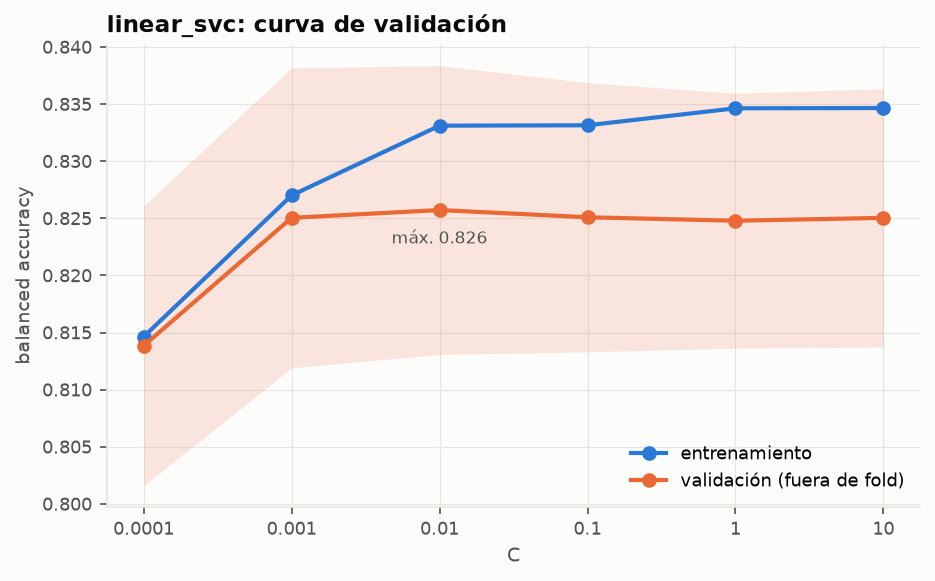 linear_svc: curva de validación
balanced accuracy
0.840
0.835
0.830
0.825
0.820
0.815
0.810
0.805
0.800
máx. 0.826
entrenamiento
validación (fuera de fold)
0.0001
0.001
0.01
0.1
1
10
C